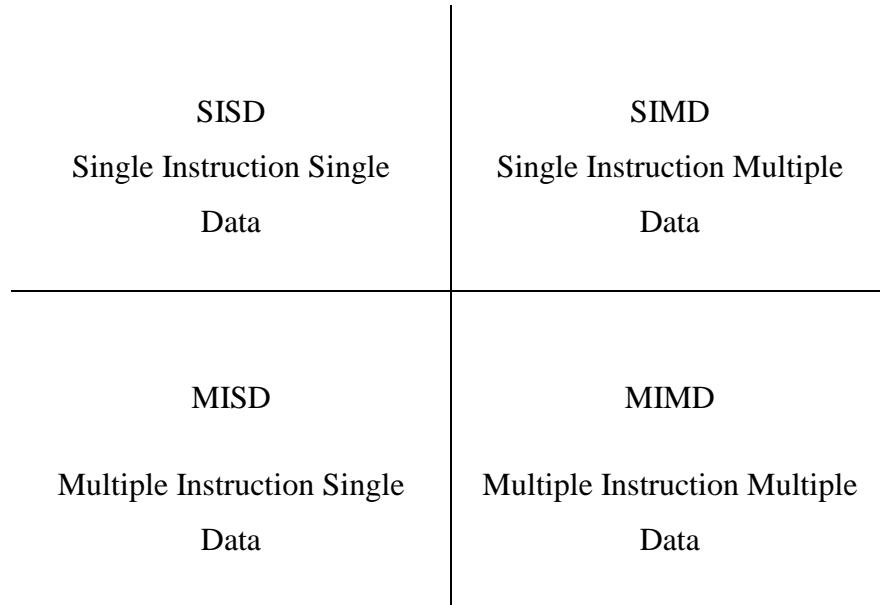 SISD
Single Instruction Single
Data
SIMD
Single Instruction Multiple
Data
MISD
Multiple Instruction Single
Data
MIMD
Multiple Instruction Multiple
Data